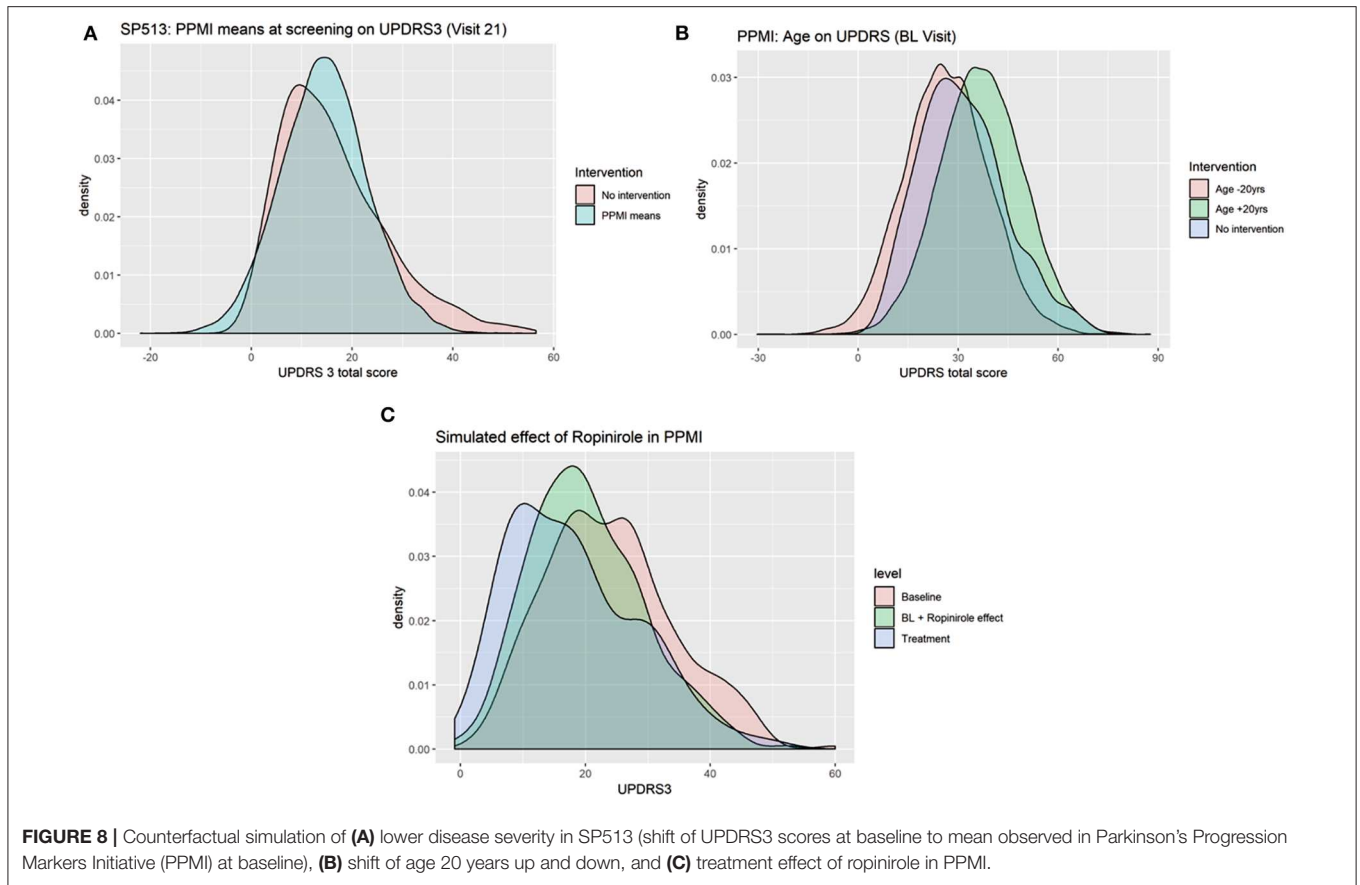 A
SP513: PPMI means at screening on UPDRS3 (Visit 21)
density
0.04
0.03
0.02
0.01
0.00
-20
0
20
40
60
UPDRS 3 total score
Intervention
No intervention
PPMI means
B
PPMI: Age on UPDRS (BL Visit)
density
0.03
0.02
0.01
0.00
-30
0
30
60
90
UPDRS total score
Intervention
Age -20yrs
Age +20yrs
No intervention
C
Simulated effect of Ropinirole in PPMI
density
0.04
0.03
0.02
0.01
0.00
0
20
40
60
UPDRS3
level
Baseline
BL + Ropinirole effect
Treatment
FIGURE 8 | Counterfactual simulation of (A) lower disease severity in SP513 (shift of UPDRS3 scores at baseline to mean observed in Parkinson's Progression
Markers Initiative (PPMI) at baseline), (B) shift of age 20 years up and down, and (C) treatment effect of ropinirole in PPMI.